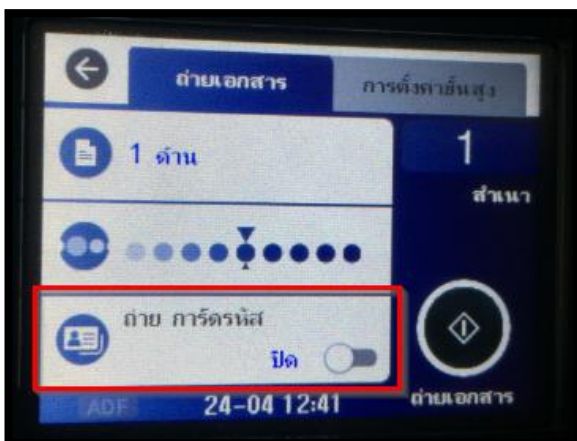 ถ่ายเอกสาร
การตั้งค่าขั้นสูง
1 ด้าน
1
สำเนา
ถ่าย การ์ดรหัส
ปิด
ADF
24-04 12:41
ถ่ายเอกสาร